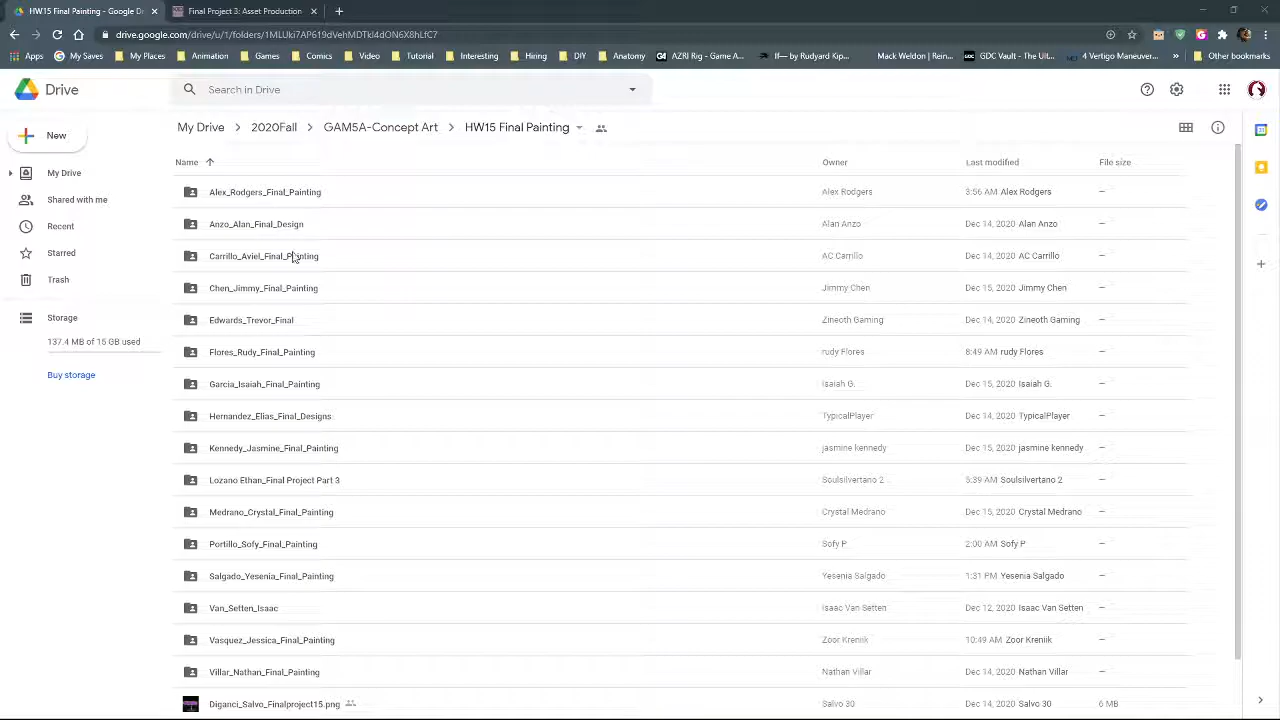 HW15 Final Painting - Google Dr
Final Project 3: Asset Production
drive.google.com/drive/u/1/folders/1MLUki7AP619dVehMDTkl4dON6X8hLfC7
Apps My Saves My Places Animation Games Comics Video Tutorials Interesting Hiring DIY Anatomy AZRI Rig - Game A... If— by Rudyard Kip... Mack Weldon | Rea... GDC Vault - The Ult... 4 Vertigo Maneuver... Other bookmarks
Drive
Search in Drive
New
My Drive
Shared with me
Recent
Starred
Trash
Storage
137.4 MB of 15 GB used
Buy storage
My Drive 2020Fall GAM5A-Concept Art HW15 Final Painting
Name Owner Last modified File size
Alex_Rodgers_Final_Painting Alex Rodgers 3:56 AM Alex Rodgers —
Anzo_Alan_Final_Design Alan Anzo Dec 14, 2020 Alan Anzo —
Carrillo_Aviel_Final_Painting AC Carrillo Dec 14, 2020 AC Carrillo —
Chen_Jimmy_Final_Painting Jimmy Chen Dec 15, 2020 Jimmy Chen —
Edwards_Trevor_Final Zineoth Gaming Dec 14, 2020 Zineoth Gaming —
Flores_Rudy_Final_Painting rudy Flores 8:49 AM rudy Flores —
Garcia_Isaiah_Final_Painting Isaiah G. Dec 15, 2020 Isaiah G. —
Hernandez_Elias_Final_Designs TypicalPlayer Dec 14, 2020 TypicalPlayer —
Kennedy_Jasmine_Final_Painting jasmine kennedy Dec 15, 2020 jasmine kennedy —
Lozano Ethan_Final Project Part 3 Soulsilvertano 2 5:39 AM Soulsilvertano 2 —
Medrano_Crystal_Final_Painting Crystal Medrano Dec 15, 2020 Crystal Medrano —
Portillo_Sofy_Final_Painting Sofy P 2:00 AM Sofy P —
Salgado_Yesenia_Final_Painting Yesenia Salgado 1:31 PM Yesenia Salgado —
Van_Setten_Isaac Isaac Van Setten Dec 12, 2020 Isaac Van Setten —
Vasquez_Jessica_Final_Painting Zoor Kreniik 10:49 AM Zoor Kreniik —
Villar_Nathan_Final_Painting Nathan Villar Dec 14, 2020 Nathan Villar —
Diganci_Salvo_Finalproject15.png Salvo 30 Dec 14, 2020 Salvo 30 6 MB